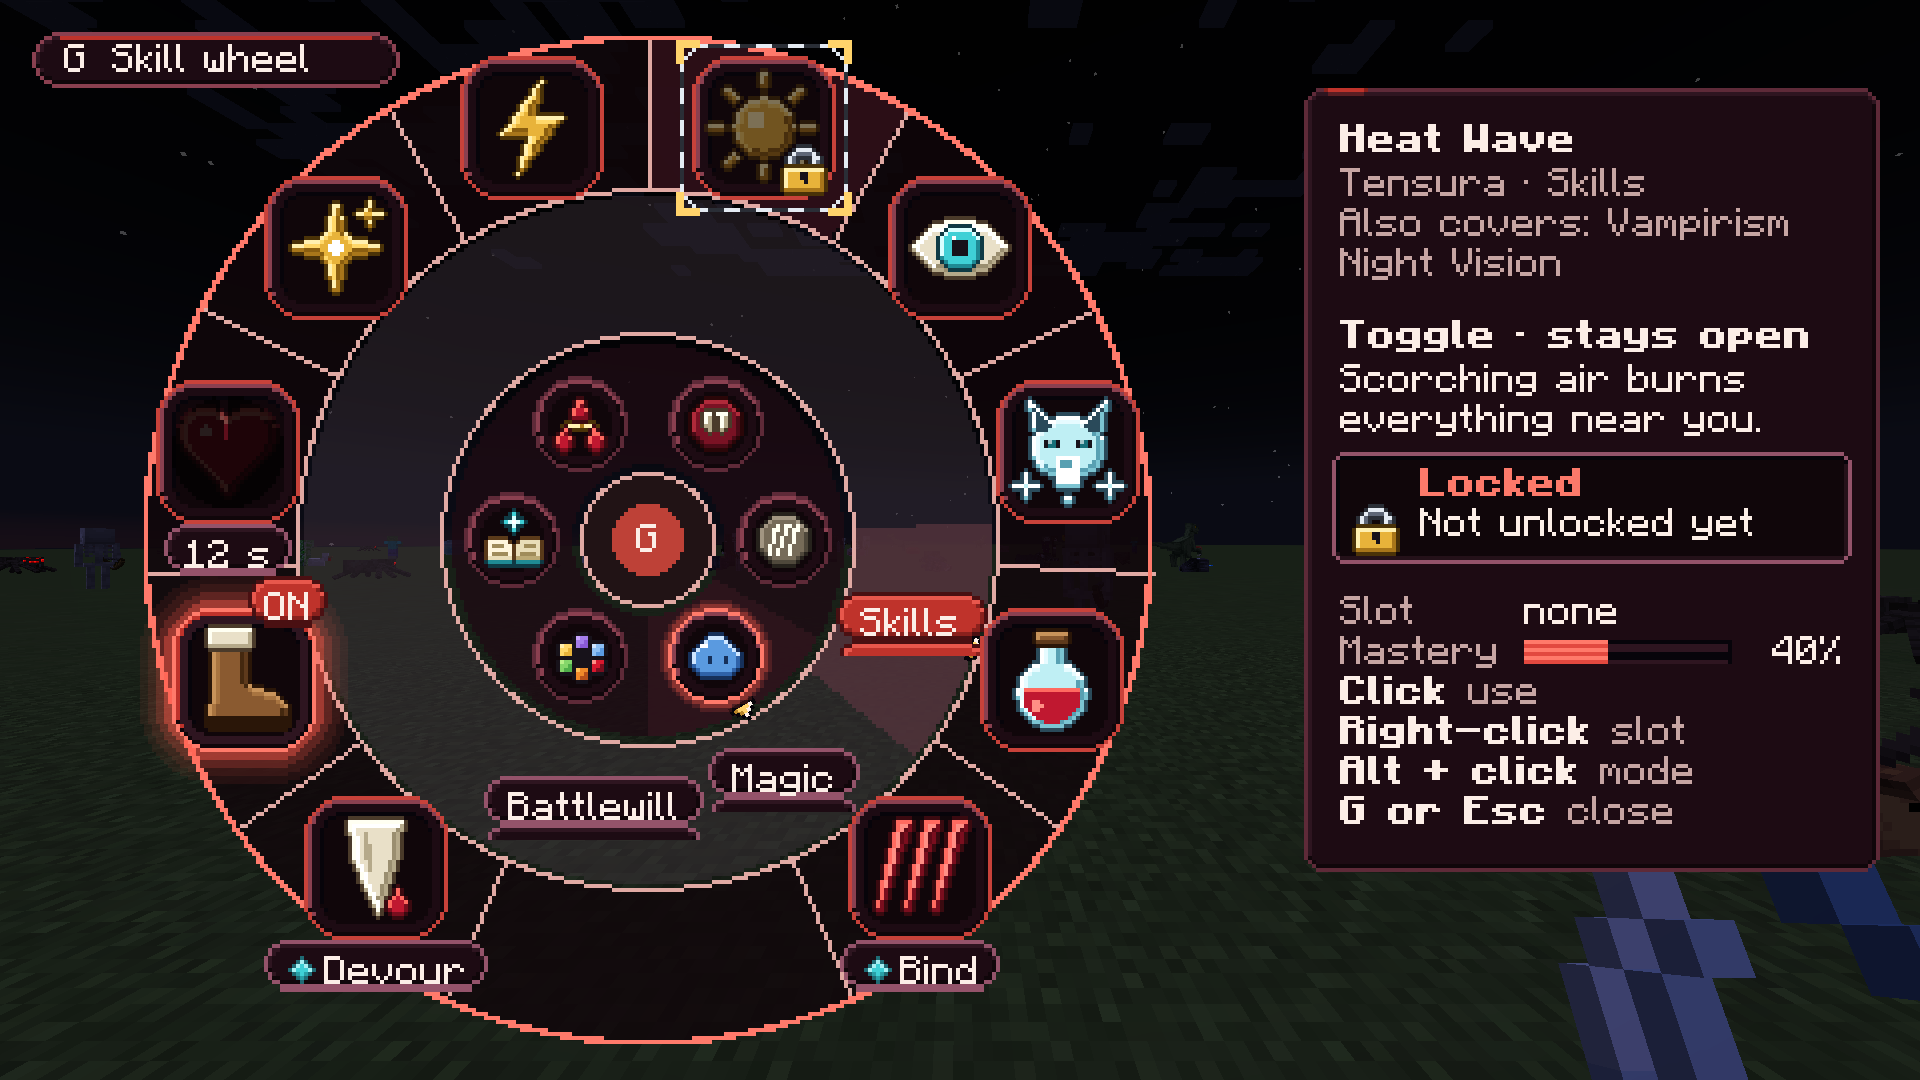 G Skill wheel
Heat Wave
Tensura · Skills
Also covers: Vampirism
Night Vision
Toggle · stays open
Scorching air burns
everything near you.
Locked
Not unlocked yet
Slot none
Mastery 40%
Click use
Right-click slot
Alt + click mode
G or Esc close
12 s
ON
G
Skills
Magic
Battlewill
Devour
Bind